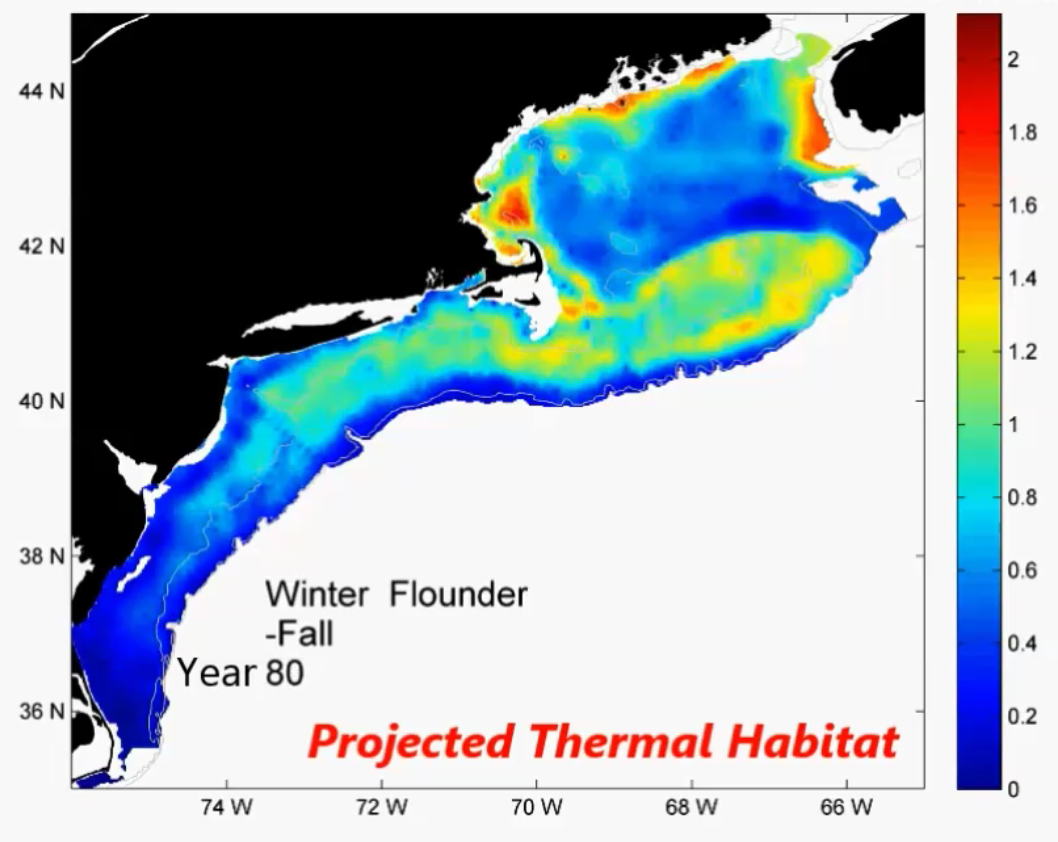 2
44 N
1.8
1.6
42 N
1.4
1.2
40 N
1
0.8
38 N
0.6
Winter Flounder
-Fall
0.4
Year 80
36 N
0.2
Projected Thermal Habitat
0
74 W 72 W 70 W 68 W 66 W